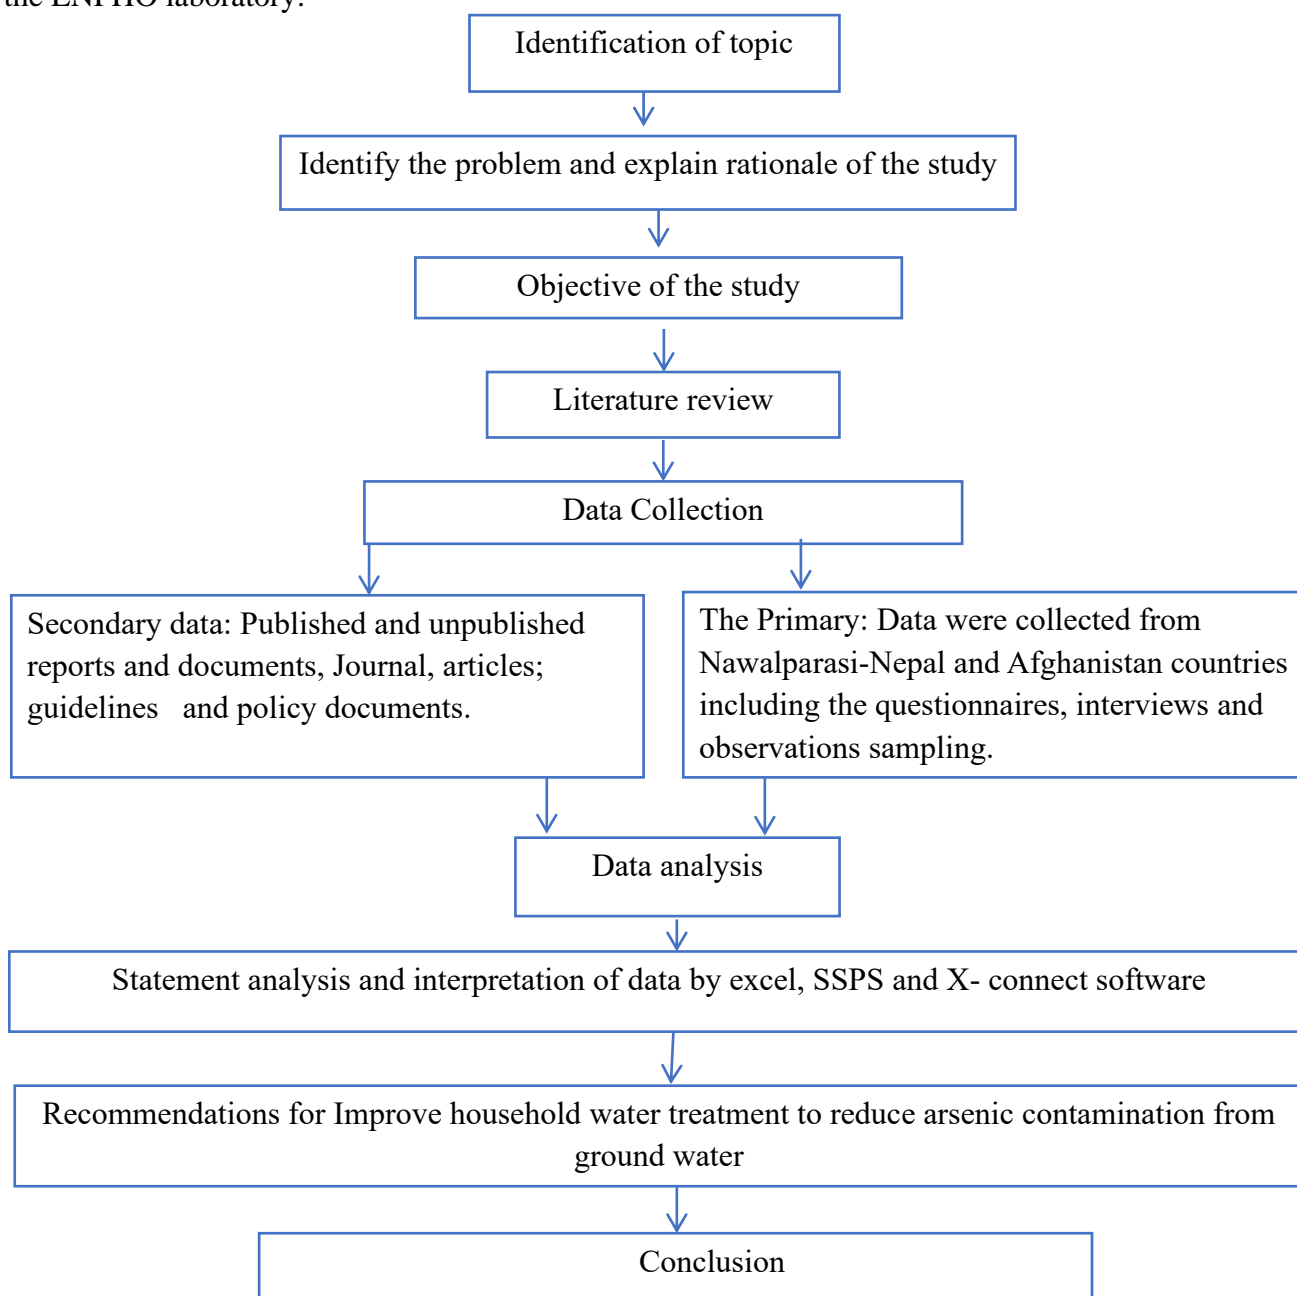 Identification of topic
Identify the problem and explain rationale of the study
Objective of the study
Literature review
Data Collection
Secondary data: Published and unpublished
reports and documents, Journal, articles;
guidelines and policy documents.
The Primary: Data were collected from
Nawalparasi-Nepal and Afghanistan countries
including the questionnaires, interviews and
observations sampling.
Data analysis
Statement analysis and interpretation of data by excel, SSPS and X- connect software
Recommendations for Improve household water treatment to reduce arsenic contamination from
ground water
Conclusion